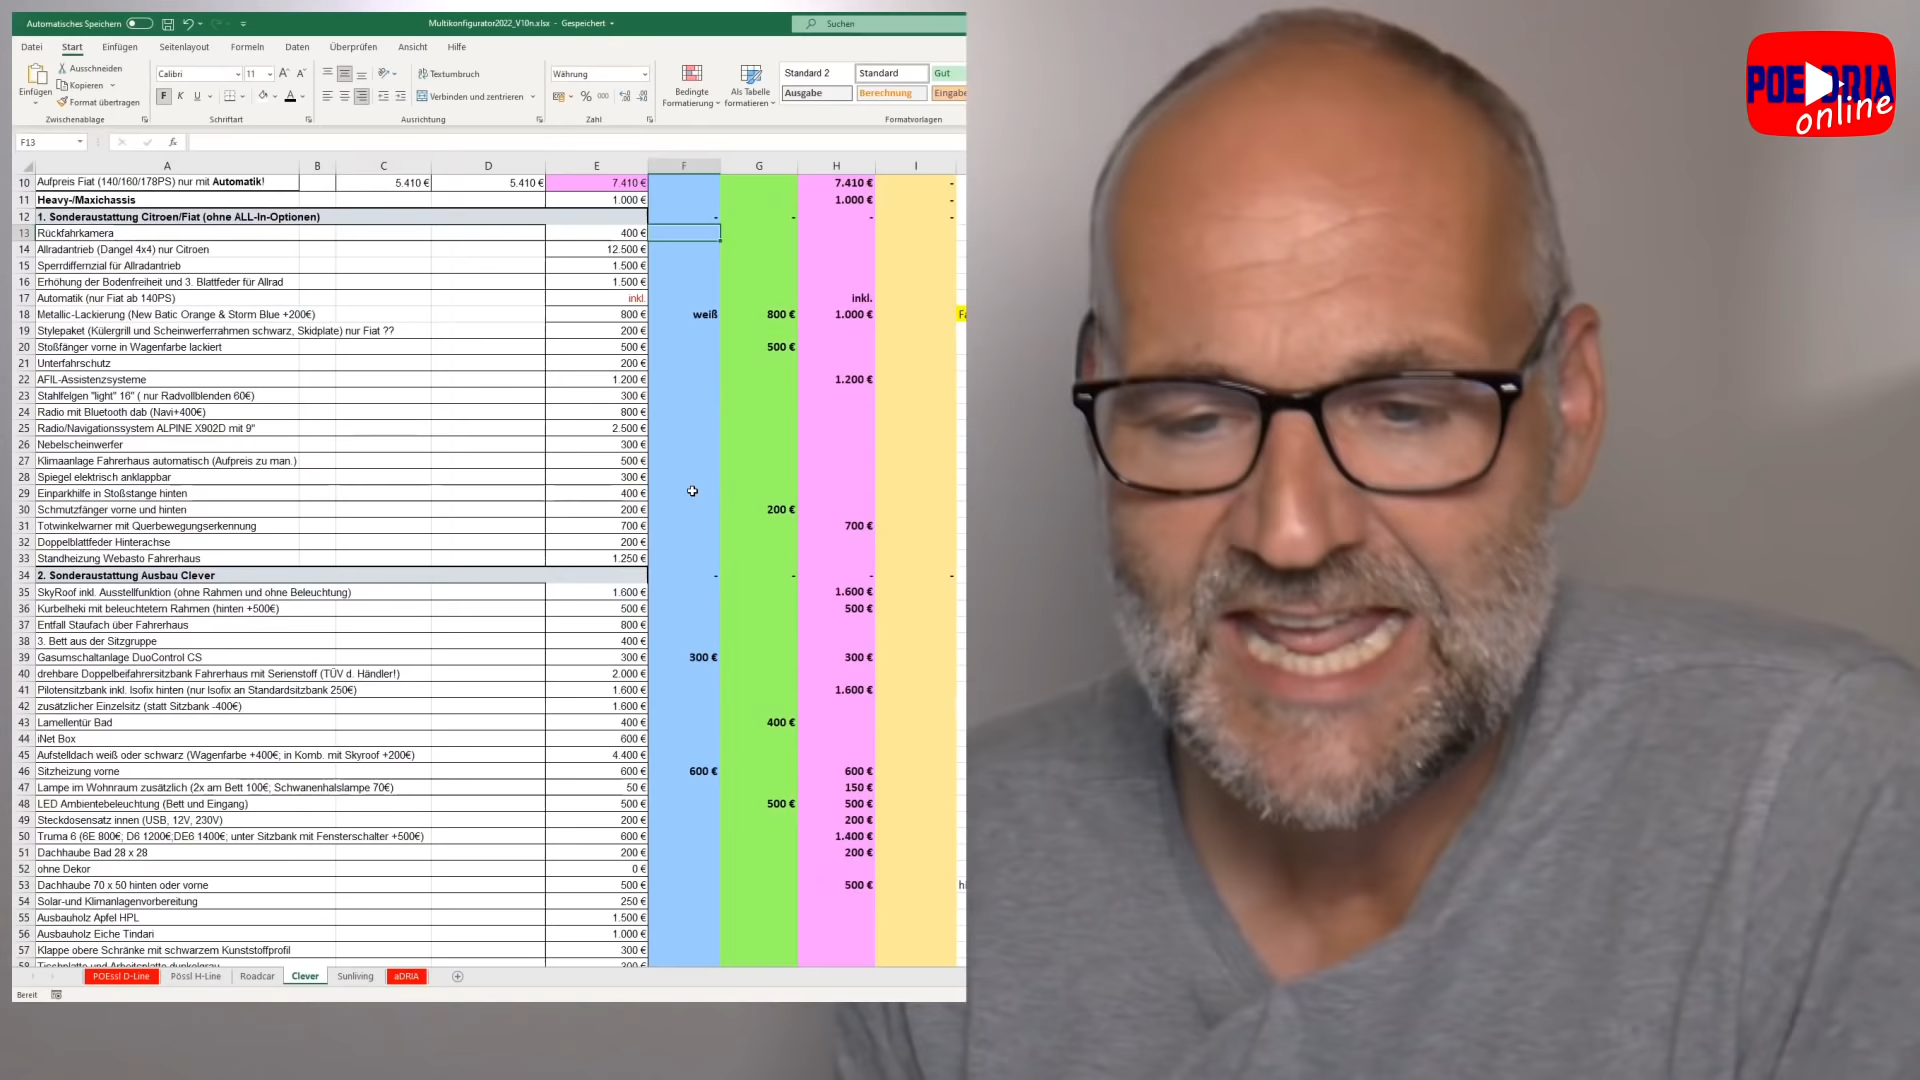 Automatisches Speichern
Multikonfigurator2022_V10n.xlsx - Gespeichert
Suchen
Datei Start Einfügen Seitenlayout Formeln Daten Überprüfen Ansicht Hilfe
Einfügen
Ausschneiden
Kopieren
Format übertragen
Zwischenablage
Calibri 11
F K U
Schriftart
Textumbruch
Verbinden und zentrieren
Ausrichtung
Währung
% 000
Zahl
Bedingte Formatierung
Als Tabelle formatieren
Standard 2 Standard Gut
Ausgabe Berechnung Eingabe
Formatvorlagen
F13 fx
A B C D E F G H I
10 Aufpreis Fiat (140/160/178PS) nur mit Automatik! 5.410 € 5.410 € 7.410 € 7.410 € -
11 Heavy-/Maxichassis 1.000 € 1.000 € -
12 1. Sonderaustattung Citroen/Fiat (ohne ALL-In-Optionen) - - - -
13 Rückfahrkamera 400 €
14 Allradantrieb (Dangel 4x4) nur Citroen 12.500 €
15 Sperrdiffernzial für Allradantrieb 1.500 €
16 Erhöhung der Bodenfreiheit und 3. Blattfeder für Allrad 1.500 €
17 Automatik (nur Fiat ab 140PS) inkl. inkl.
18 Metallic-Lackierung (New Batic Orange & Storm Blue +200€) 800 € weiß 800 € 1.000 €
19 Stylepaket (Külergrill und Scheinwerferrahmen schwarz, Skidplate) nur Fiat ?? 200 €
20 Stoßfänger vorne in Wagenfarbe lackiert 500 € 500 €
21 Unterfahrschutz 200 €
22 AFIL-Assistenzsysteme 1.200 € 1.200 €
23 Stahlfelgen "light" 16" ( nur Radvollblenden 60€) 300 €
24 Radio mit Bluetooth dab (Navi+400€) 800 €
25 Radio/Navigationssystem ALPINE X902D mit 9" 2.500 €
26 Nebelscheinwerfer 300 €
27 Klimaanlage Fahrerhaus automatisch (Aufpreis zu man.) 500 €
28 Spiegel elektrisch anklappbar 300 €
29 Einparkhilfe in Stoßstange hinten 400 €
30 Schmutzfänger vorne und hinten 200 € 200 €
31 Totwinkelwarner mit Querbewegungserkennung 700 € 700 €
32 Doppelblattfeder Hinterachse 200 €
33 Standheizung Webasto Fahrerhaus 1.250 €
34 2. Sonderaustattung Ausbau Clever - - - -
35 SkyRoof inkl. Ausstellfunktion (ohne Rahmen und ohne Beleuchtung) 1.600 € 1.600 €
36 Kurbelheki mit beleuchtetem Rahmen (hinten +500€) 500 € 500 €
37 Entfall Staufach über Fahrerhaus 800 €
38 3. Bett aus der Sitzgruppe 400 €
39 Gasumschaltanlage DuoControl CS 300 € 300 € 300 €
40 drehbare Doppelbeifahrersitzbank Fahrerhaus mit Serienstoff (TÜV d. Händler!) 2.000 €
41 Pilotensitzbank inkl. Isofix hinten (nur Isofix an Standardsitzbank 250€) 1.600 € 1.600 €
42 zusätzlicher Einzelsitz (statt Sitzbank -400€) 1.600 €
43 Lamellentür Bad 400 € 400 €
44 iNet Box 600 €
45 Aufstelldach weiß oder schwarz (Wagenfarbe +400€; in Komb. mit Skyroof +200€) 4.400 €
46 Sitzheizung vorne 600 € 600 € 600 €
47 Lampe im Wohnraum zusätzlich (2x am Bett 100€; Schwanenhalslampe 70€) 50 € 150 €
48 LED Ambientebeleuchtung (Bett und Eingang) 500 € 500 € 500 €
49 Steckdosensatz innen (USB, 12V, 230V) 200 € 200 €
50 Truma 6 (6E 800€; D6 1200€;DE6 1400€; unter Sitzbank mit Fensterschalter +500€) 600 € 1.400 €
51 Dachhaube Bad 28 x 28 200 € 200 €
52 ohne Dekor 0 €
53 Dachhaube 70 x 50 hinten oder vorne 500 € 500 €
54 Solar-und Klimanlagenvorbereitung 250 €
55 Ausbauholz Apfel HPL 1.500 €
56 Ausbauholz Eiche Tindari 1.000 €
57 Klappe obere Schränke mit schwarzem Kunststoffprofil 300 €
POEssl D-Line Pössl H-Line Roadcar Clever Sunliving aDRIA
Bereit
online